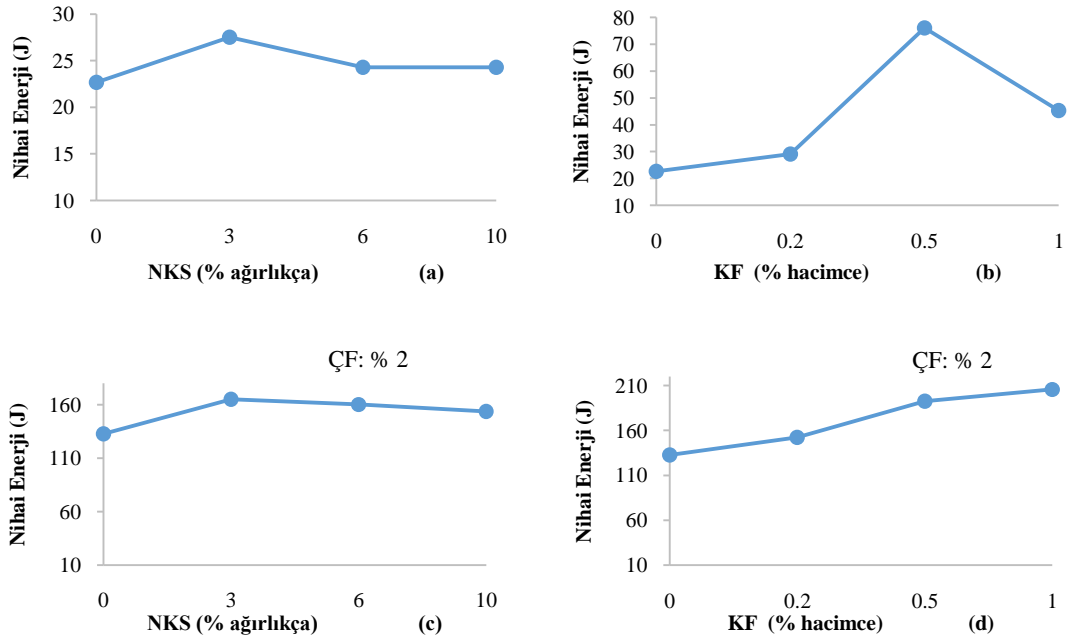 Nihai Enerji (J)
30
25
20
15
10
0 3 6 10
NKS (% ağırlıkça) (a)
Nihai Enerji (J)
80
70
60
50
40
30
20
10
0 0.2 0.5 1
KF (% hacimce) (b)
ÇF: % 2
Nihai Enerji (J)
160
110
60
10
0 3 6 10
NKS (% ağırlıkça) (c)
ÇF: % 2
Nihai Enerji (J)
210
160
110
60
10
0 0.2 0.5 1
KF (% hacimce) (d)